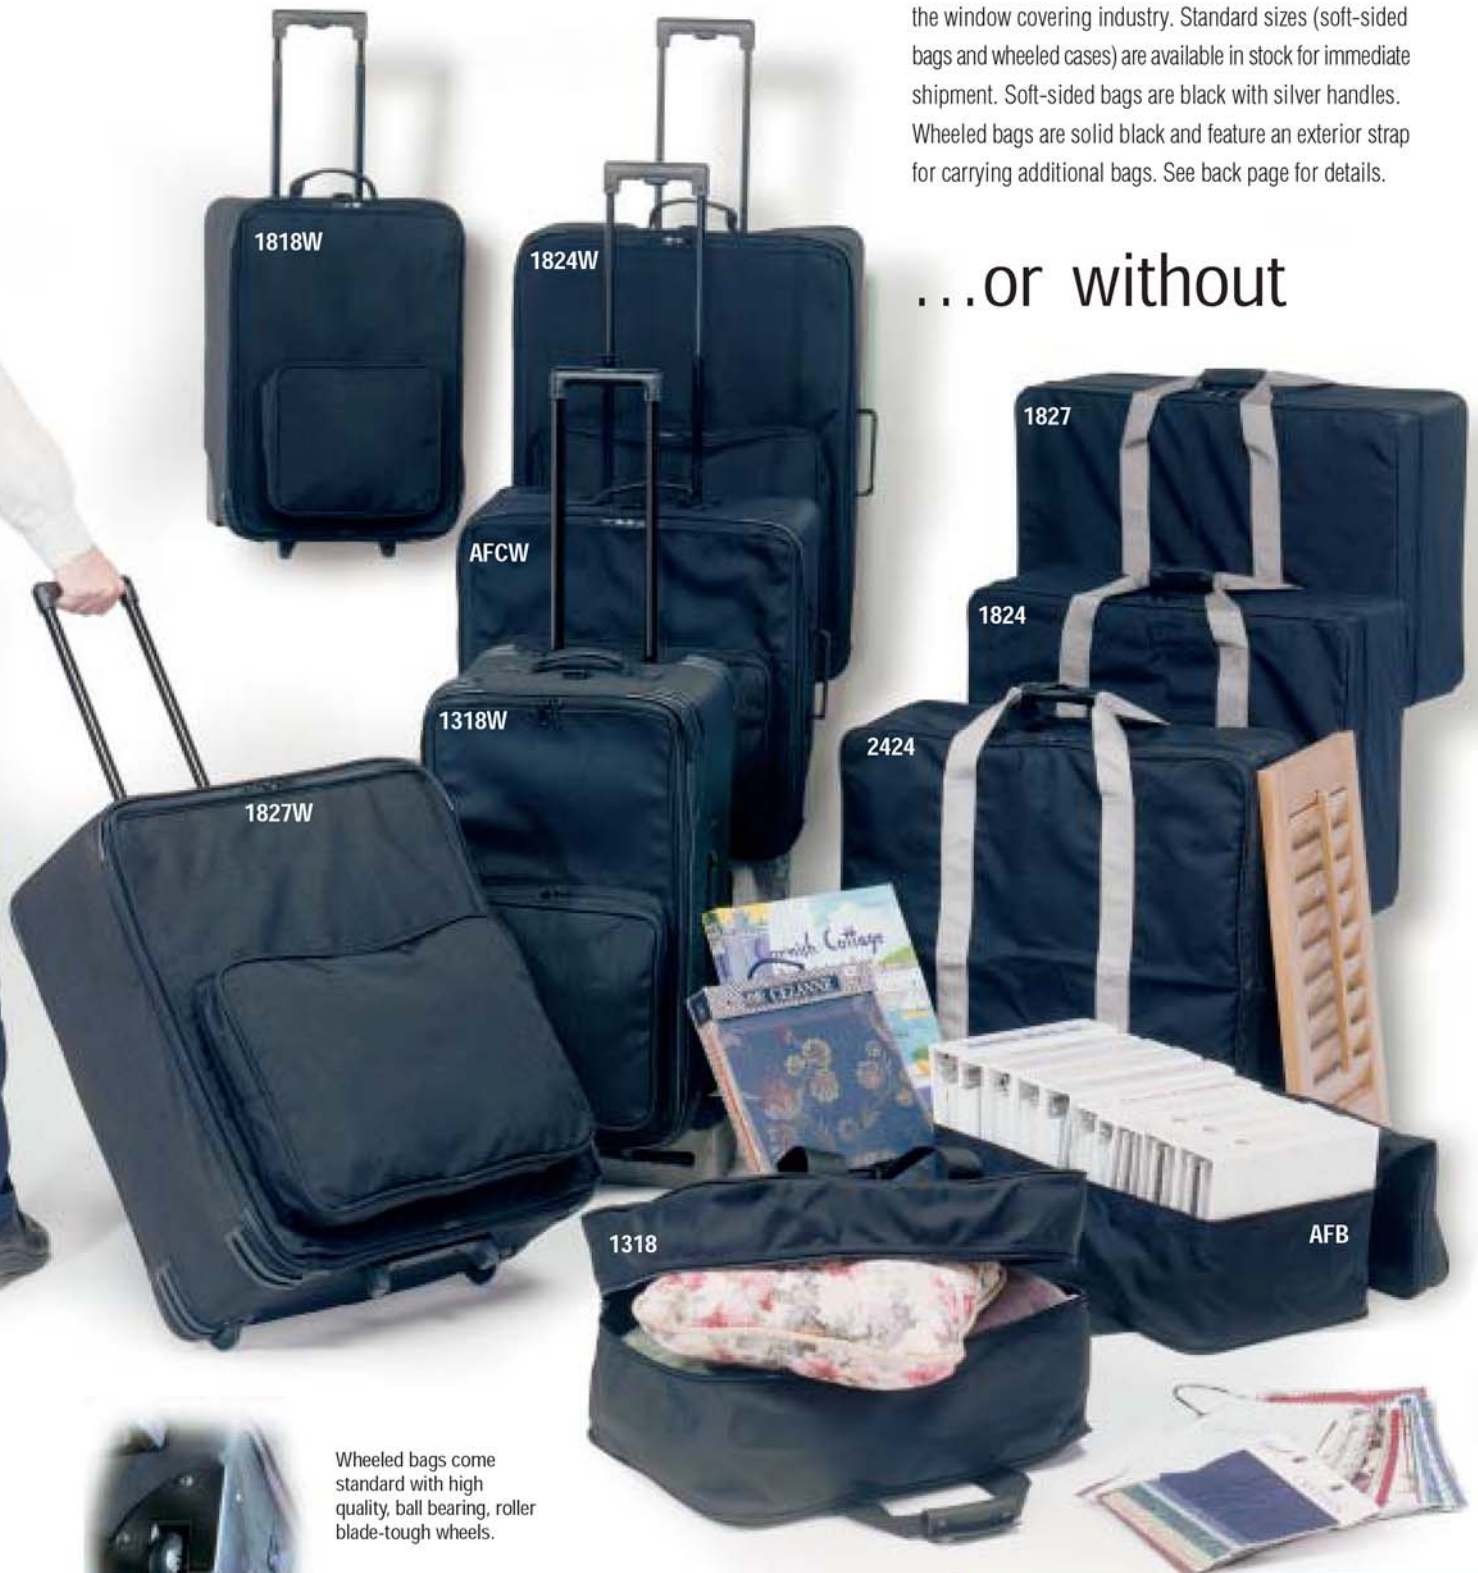 the window covering industry. Standard sizes (soft-sided
bags and wheeled cases) are available in stock for immediate
shipment. Soft-sided bags are black with silver handles.
Wheeled bags are solid black and feature an exterior strap
for carrying additional bags. See back page for details.
...or without
1818W
1824W
1827
AFCW
1824
1318W
2424
1827W
Cornish Cottage
CEZANNE
1318
AFB
Wheeled bags come
standard with high
quality, ball bearing, roller
blade-tough wheels.